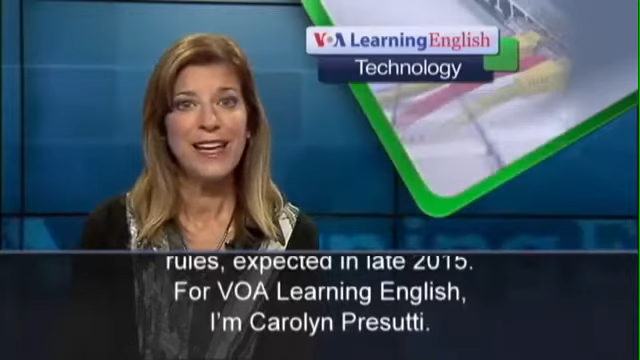 VOA Learning English
Technology
rules, expected in late 2015.
For VOA Learning English,
I'm Carolyn Presutti.